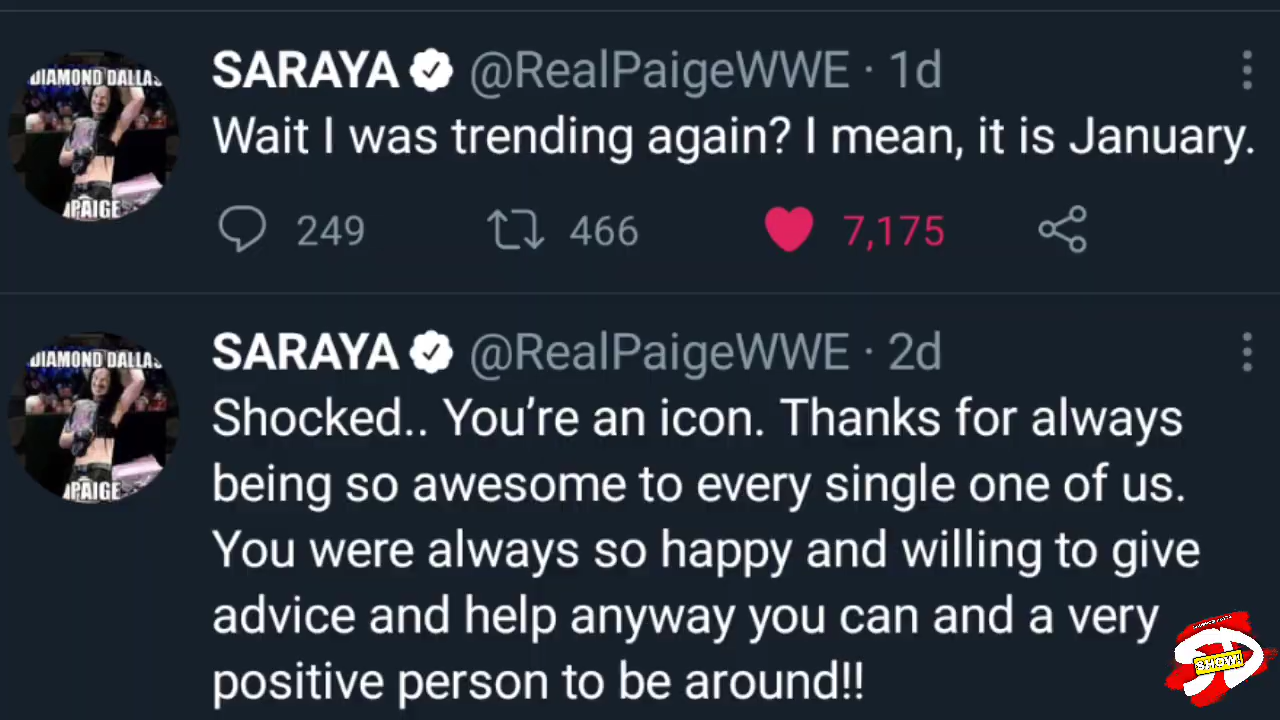 DIAMOND DALLAS
PAIGE
SARAYA @RealPaigeWWE · 1d
Wait I was trending again? I mean, it is January.
249 466 7,175
DIAMOND DALLAS
PAIGE
SARAYA @RealPaigeWWE · 2d
Shocked.. You’re an icon. Thanks for always
being so awesome to every single one of us.
You were always so happy and willing to give
advice and help anyway you can and a very
positive person to be around!!
SHOW!